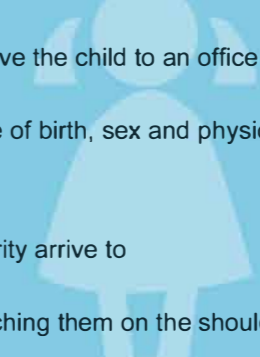 ve the child to an office
of birth, sex and physic
rity arrive to
ching them on the should